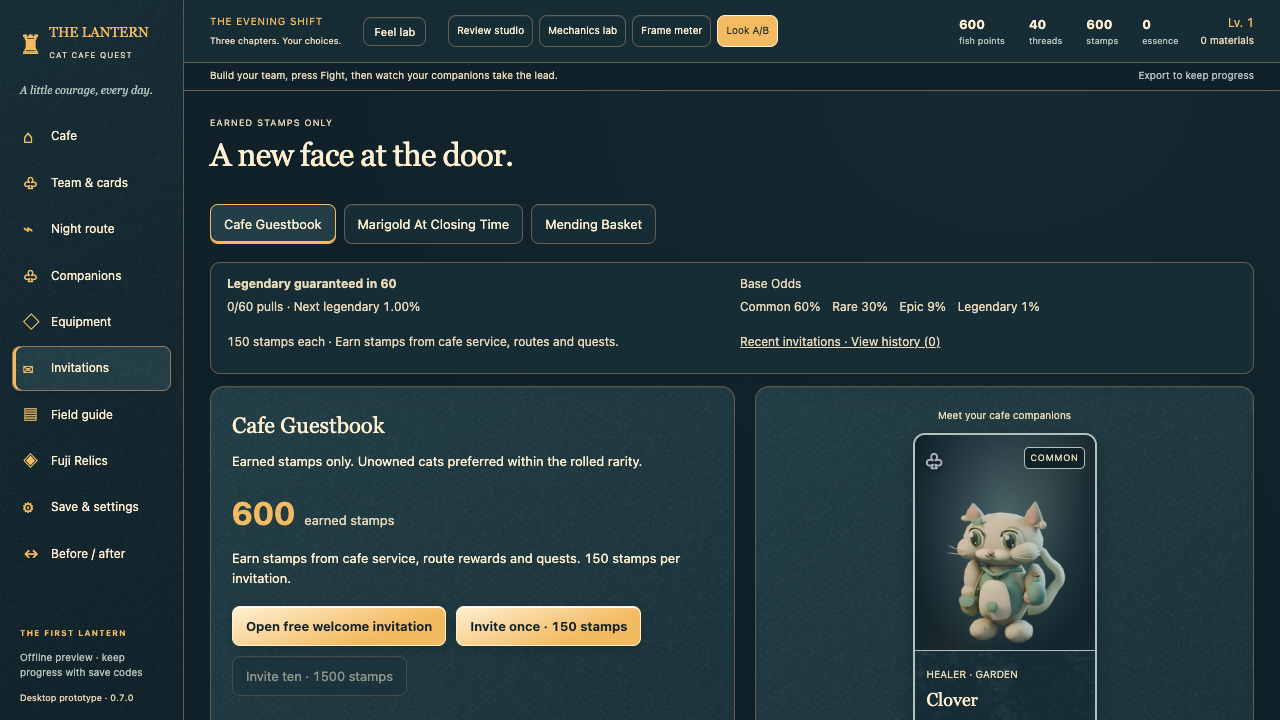 THE LANTERN
CAT CAFE QUEST
A little courage, every day.
Cafe
Team & cards
Night route
Companions
Equipment
Invitations
Field guide
Fuji Relics
Save & settings
Before / after
THE FIRST LANTERN
Offline preview · keep
progress with save codes
Desktop prototype · 0.7.0
THE EVENING SHIFT
Three chapters. Your choices.
Feel lab
Review studio
Mechanics lab
Frame meter
Look A/B
600 fish points
40 threads
600 stamps
0 essence
Lv. 1
0 materials
Build your team, press Fight, then watch your companions take the lead.
Export to keep progress
EARNED STAMPS ONLY
A new face at the door.
Cafe Guestbook
Marigold At Closing Time
Mending Basket
Legendary guaranteed in 60
0/60 pulls · Next legendary 1.00%
150 stamps each · Earn stamps from cafe service, routes and quests.
Base Odds
Common 60% Rare 30% Epic 9% Legendary 1%
Recent invitations · View history (0)
Cafe Guestbook
Earned stamps only. Unowned cats preferred within the rolled rarity.
600 earned stamps
Earn stamps from cafe service, route rewards and quests. 150 stamps per
invitation.
Open free welcome invitation
Invite once · 150 stamps
Invite ten · 1500 stamps
Meet your cafe companions
COMMON
HEALER · GARDEN
Clover